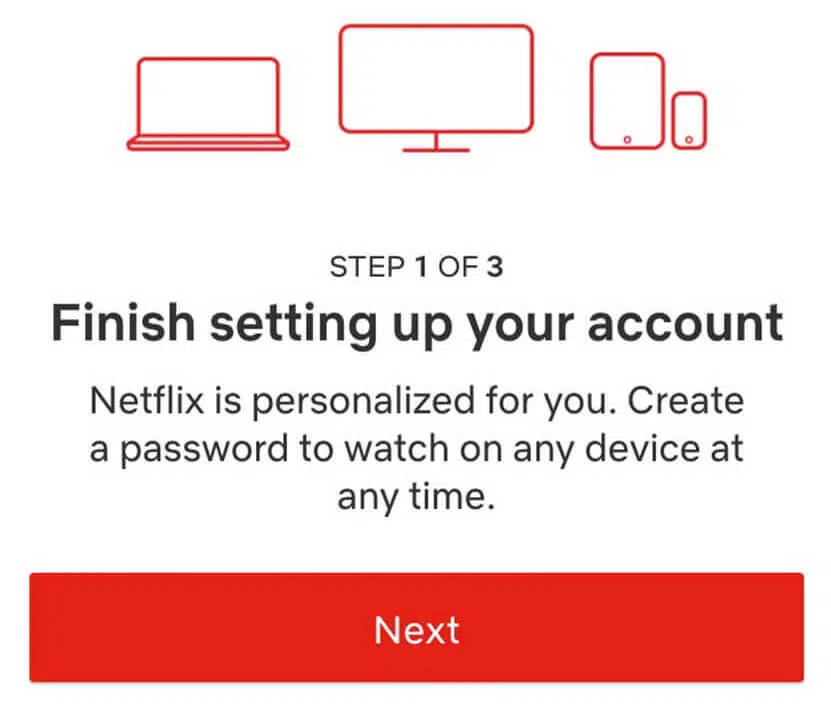 STEP 1 OF 3
Finish setting up your account
Netflix is personalized for you. Create
a password to watch on any device at
any time.
Next